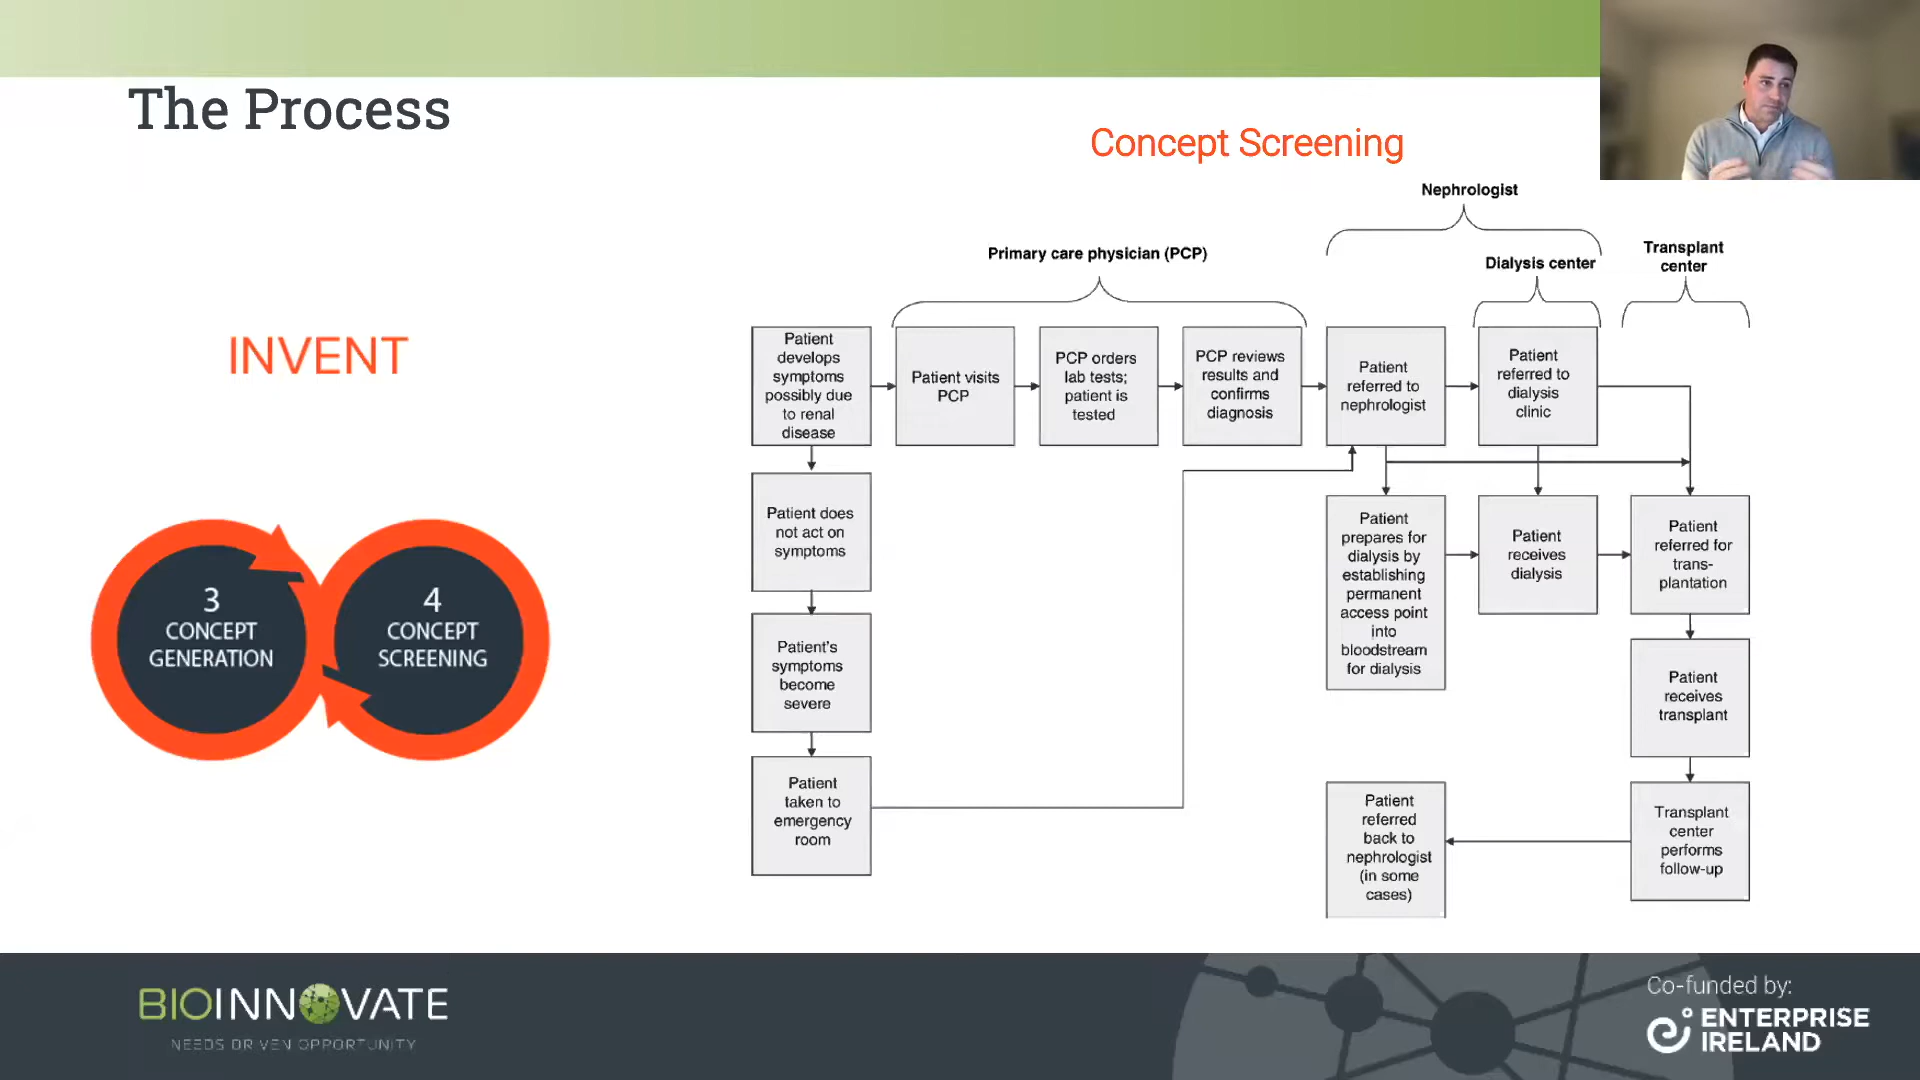 The Process
Concept Screening
INVENT
3
CONCEPT
GENERATION
4
CONCEPT
SCREENING
Nephrologist
Primary care physician (PCP)
Dialysis center
Transplant
center
Patient
develops
symptoms
possibly due
to renal
disease
Patient visits
PCP
PCP orders
lab tests;
patient is
tested
PCP reviews
results and
confirms
diagnosis
Patient
referred to
nephrologist
Patient
referred to
dialysis
clinic
Patient does
not act on
symptoms
Patient's
symptoms
become
severe
Patient
taken to
emergency
room
Patient
prepares for
dialysis by
establishing
permanent
access point
into
bloodstream
for dialysis
Patient
receives
dialysis
Patient
referred for
trans-
plantation
Patient
receives
transplant
Transplant
center
performs
follow-up
Patient
referred
back to
nephrologist
(in some
cases)
BIOINNOVATE
NEEDS DRIVEN OPPORTUNITY
Co-funded by:
ENTERPRISE
IRELAND